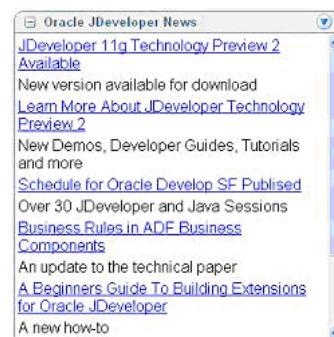 Oracle JDeveloper News
JDeveloper 11g Technology Preview 2
Available
New version available for download
Learn More About JDeveloper Technology
Preview 2
New Demos, Developer Guides, Tutorials
and more
Schedule for Oracle Develop SF Publised
Over 30 JDeveloper and Java Sessions
Business Rules in ADF Business
Components
An update to the technical paper
A Beginners Guide To Building Extensions
for Oracle JDeveloper
A new how-to